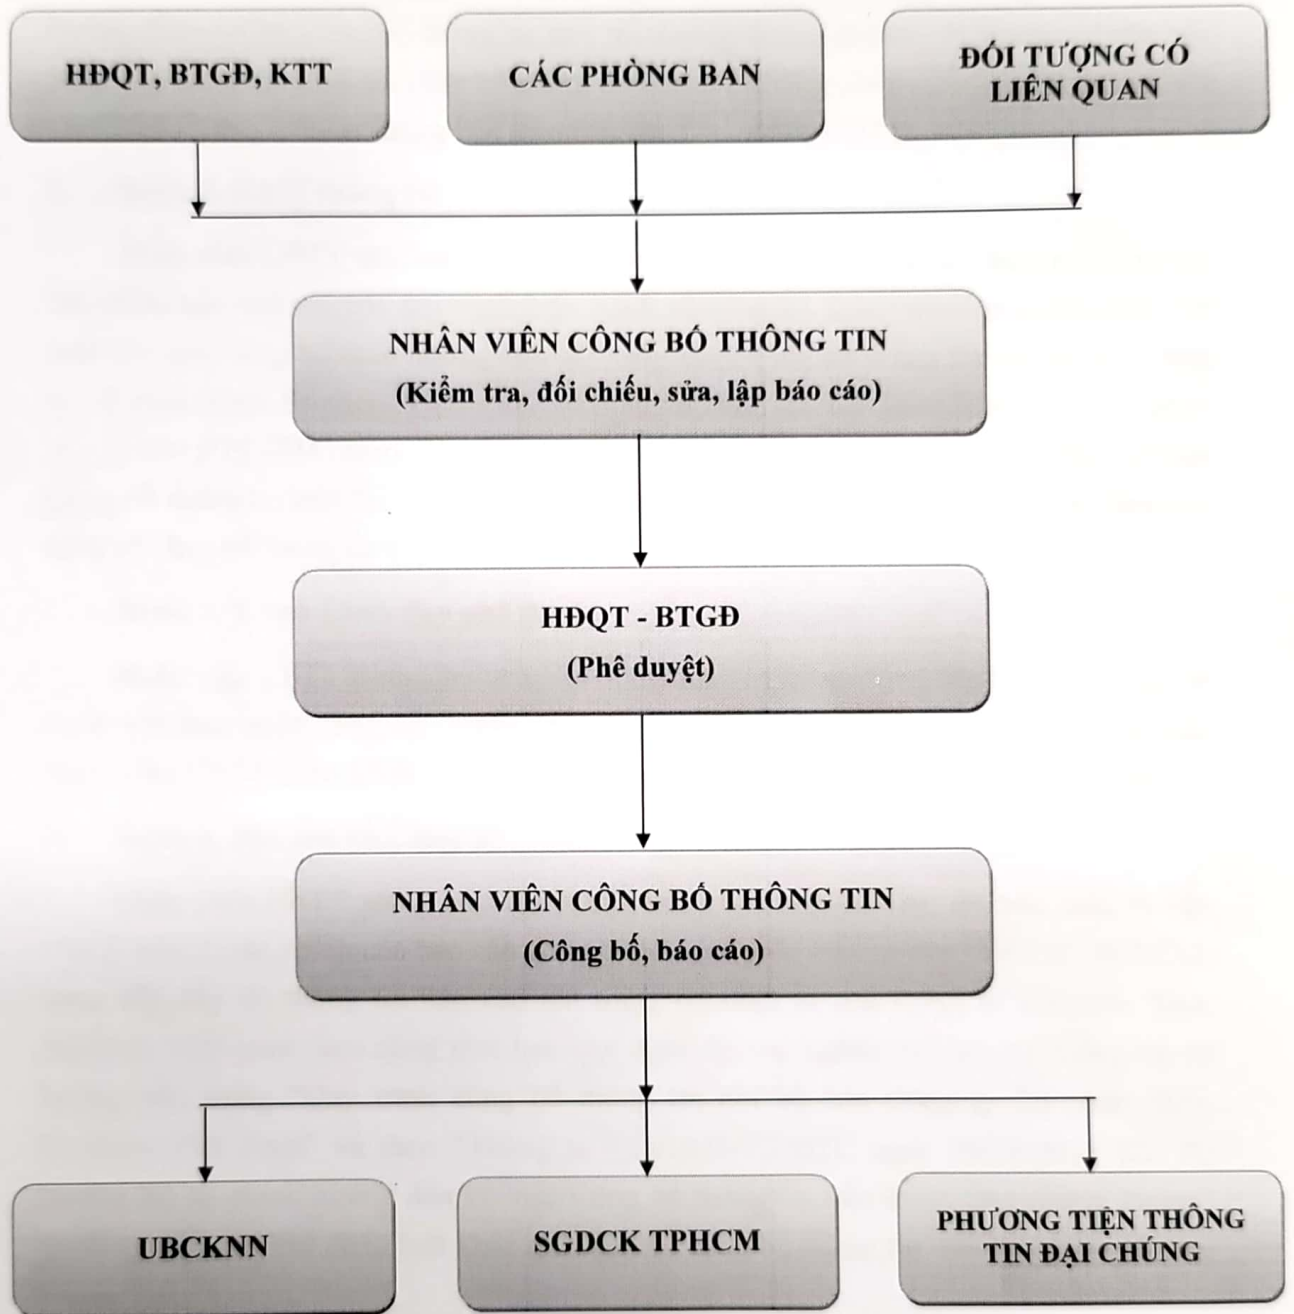 HĐQT, BTGĐ, KTT
CÁC PHÒNG BAN
ĐỐI TƯỢNG CÓ
LIÊN QUAN
NHÂN VIÊN CÔNG BỐ THÔNG TIN
(Kiểm tra, đối chiếu, sửa, lập báo cáo)
HĐQT - BTGĐ
(Phê duyệt)
NHÂN VIÊN CÔNG BỐ THÔNG TIN
(Công bố, báo cáo)
UBCKNN
SGDCK TPHCM
PHƯƠNG TIỆN THÔNG
TIN ĐẠI CHÚNG